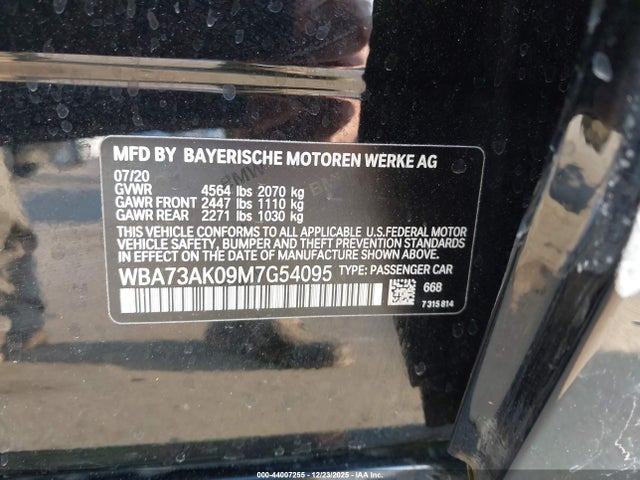 MFD BY BAYERISCHE MOTOREN WERKE AG
07/20
GVWR 4564 lbs 2070 kg
GAWR FRONT 2447 lbs 1110 kg
GAWR REAR 2271 lbs 1030 kg
THIS VEHICLE CONFORMS TO ALL APPLICABLE U.S.FEDERAL MOTOR
VEHICLE SAFETY, BUMPER AND THEFT PREVENTION STANDARDS IN
EFFECT ON THE DATE OF MANUFACTURE SHOWN ABOVE.
WBA73AK09M7G54095 TYPE: PASSENGER CAR
668
7 315 814
©-44007255 - 12/23/2025 - IAA Inc.